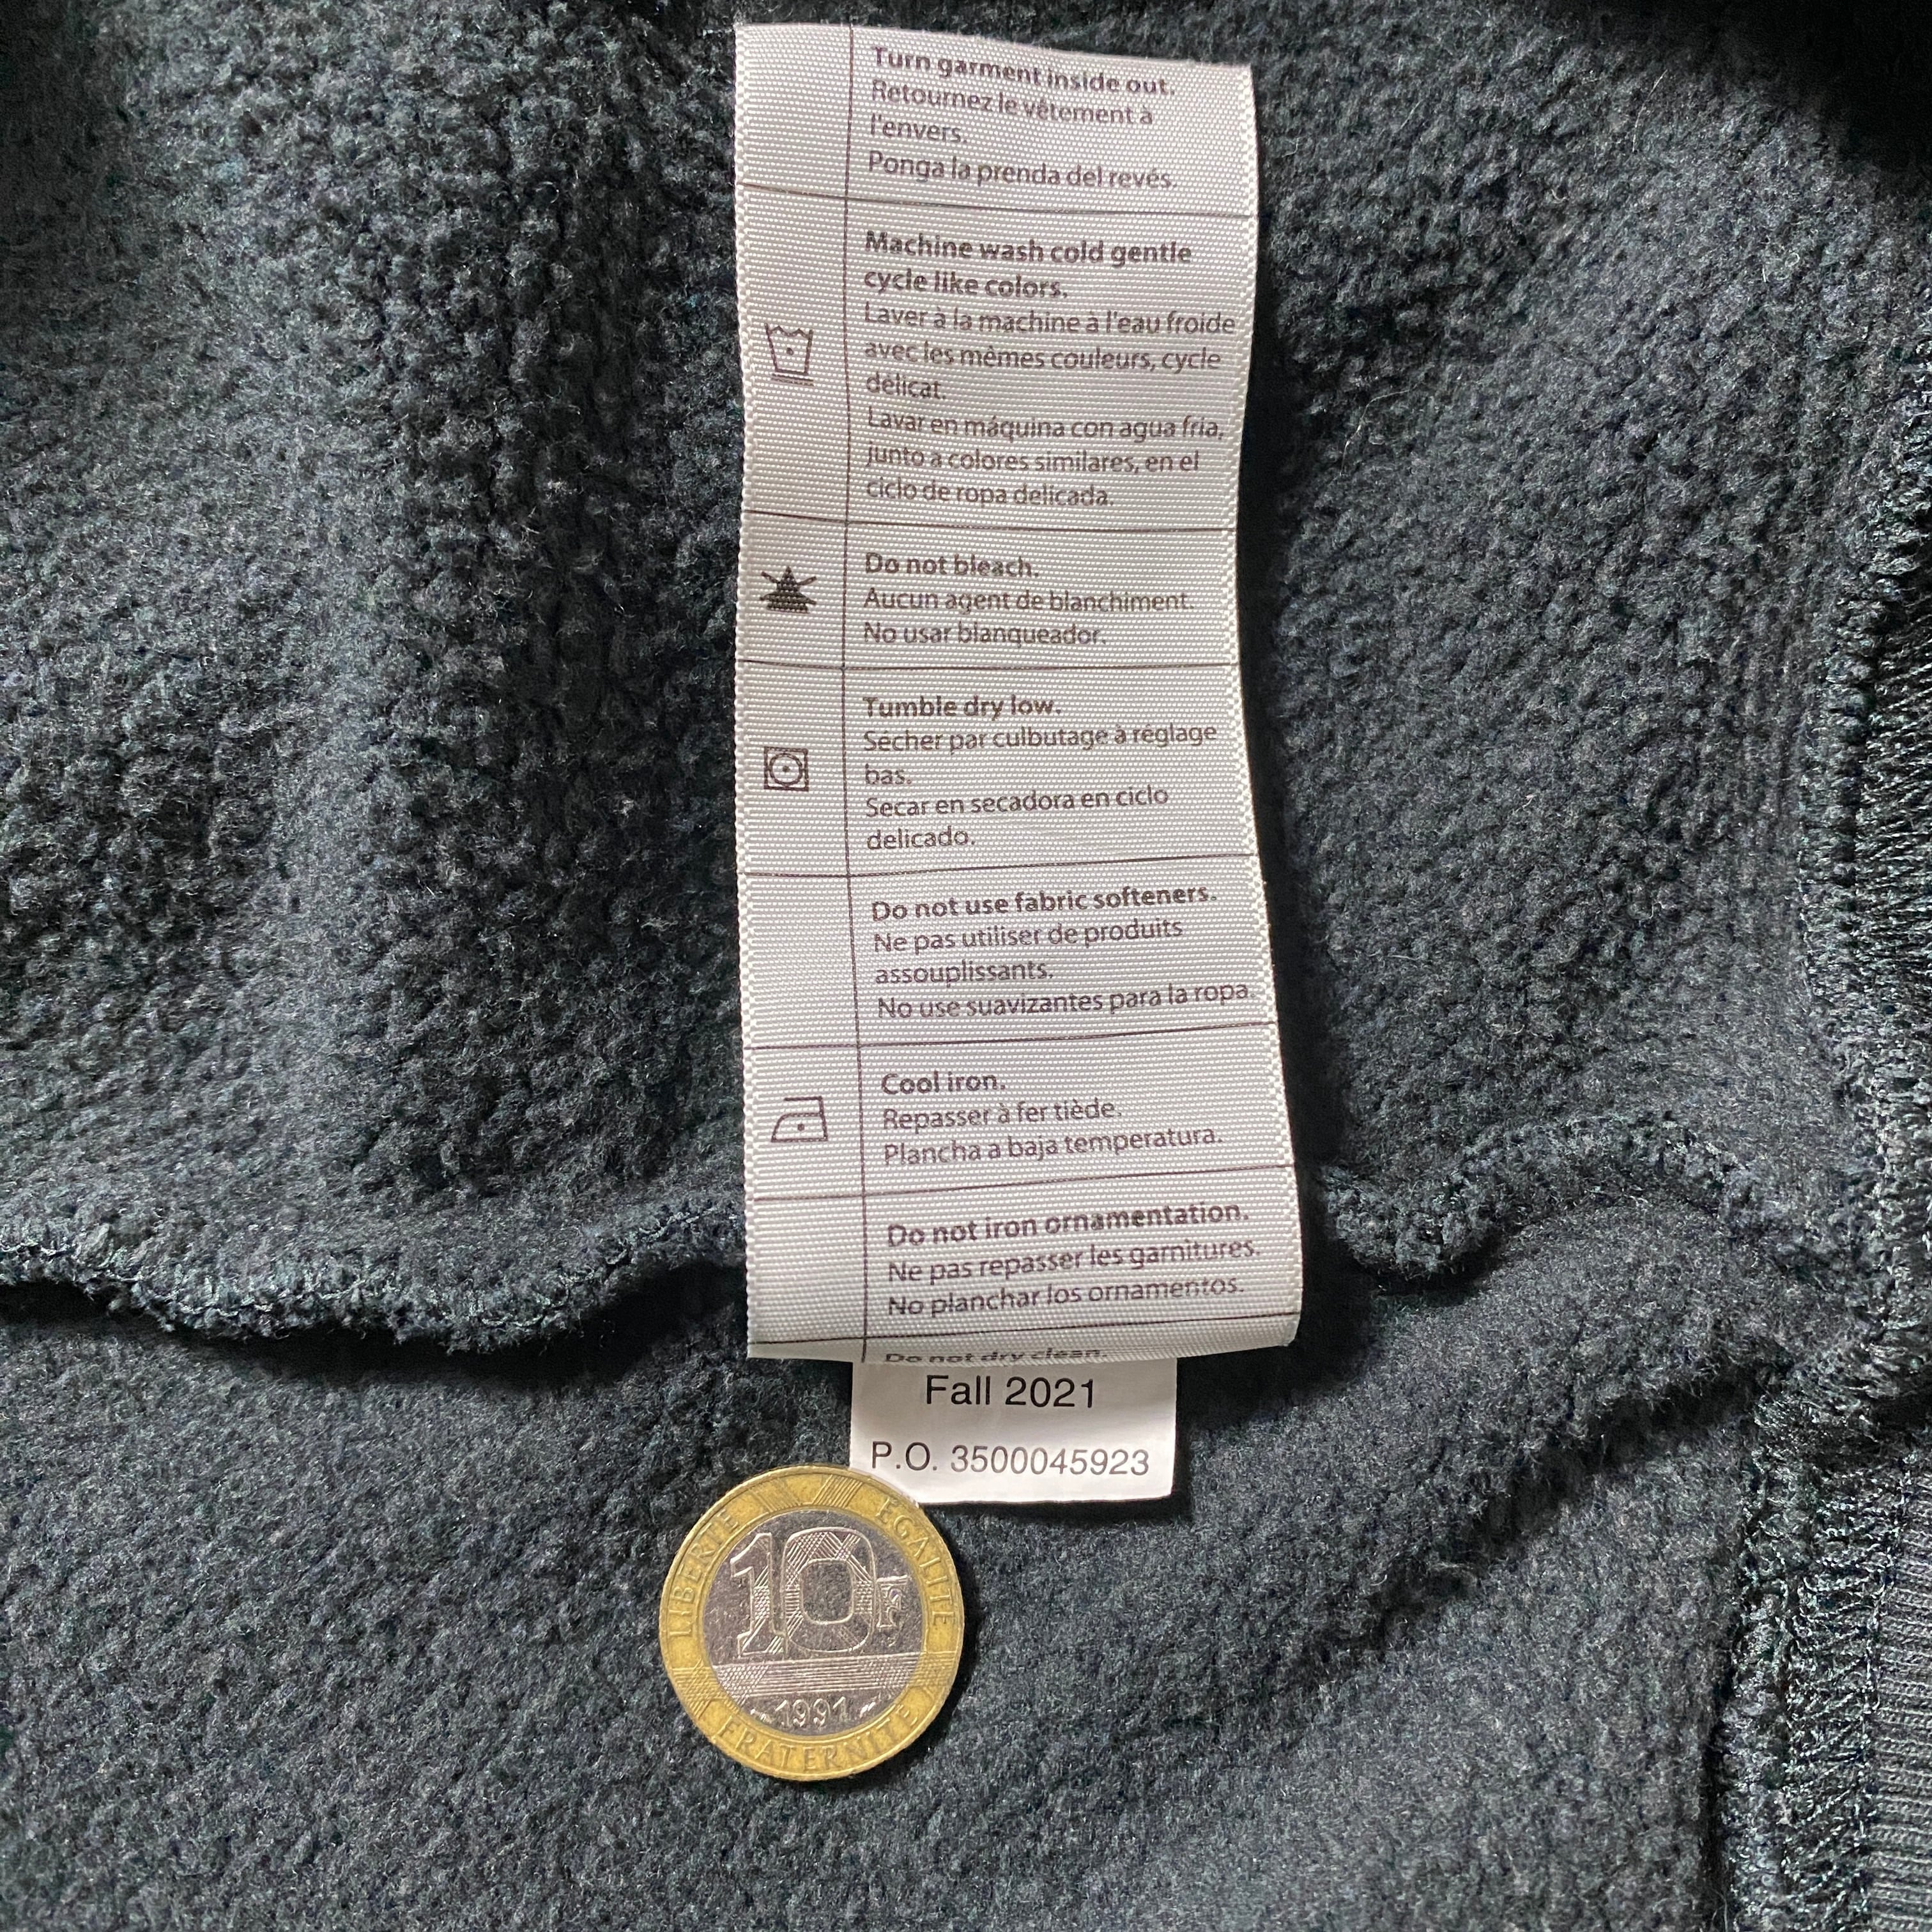 Turn garment inside out.
Retournez le vêtement à
l'envers.
Ponga la prenda del revés.
Machine wash cold gentle
cycle like colors.
Laver à la machine à l'eau froide
avec les mêmes couleurs, cycle
délicat.
Lavar en máquina con agua fria,
junto a colores similares, en el
ciclo de ropa delicada.
Do not bleach.
Aucun agent de blanchiment.
No usar blanqueador.
Tumble dry low.
Sécher par culbutage à réglage
bas.
Secar en secadora en ciclo
delicado.
Do not use fabric softeners.
Ne pas utiliser de produits
assouplissants.
No use suavizantes para la ropa.
Cool iron.
Repasser à fer tiède.
Plancha a baja temperatura.
Do not iron ornamentation.
Ne pas repasser les garnitures.
No planchar los ornamentos.
Do not dry clean.
Fall 2021
P.O. 3500045923
LIBERTE EGALITE
10F
1991
FRATERNITE